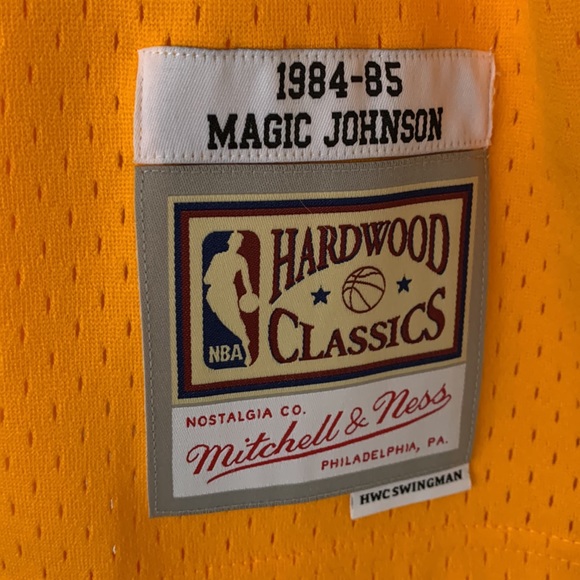 1984-85
MAGIC JOHNSON
HARDWOOD
CLASSICS
NBA
NOSTALGIA CO.
Mitchell & Ness
PHILADELPHIA, PA.
HWC SWINGMAN